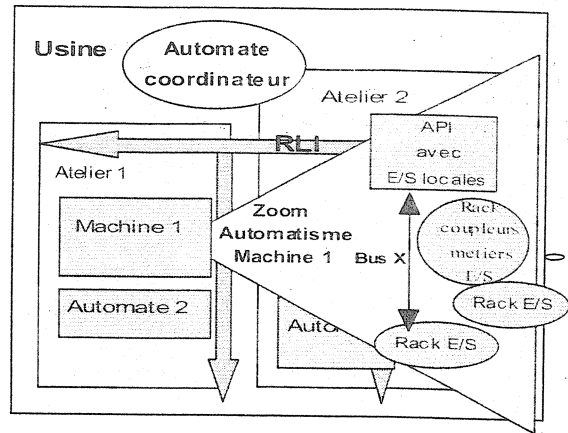 Usine
Automate
coordinateur
Atelier 2
API
avec
E/S locales
RLI
Atelier 1
Machine 1
Automate 2
Zoom
Automatisme
Machine 1
Bus X
Rack
coupleurs
metiers
E/S
Rack E/S
Rack E/S
Auto